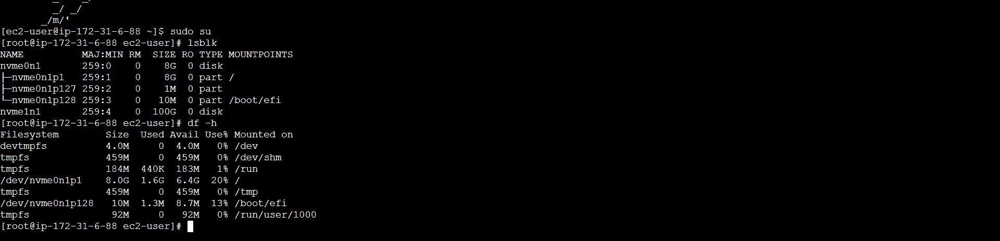 _/ _/
_/m/'
[ec2-user@ip-172-31-6-88 ~]$ sudo su
[root@ip-172-31-6-88 ec2-user]# lsblk
NAME          MAJ:MIN RM  SIZE RO TYPE MOUNTPOINTS
nvme0n1       259:0    0    8G  0 disk
├─nvme0n1p1   259:1    0    8G  0 part /
├─nvme0n1p127 259:2    0    1M  0 part
└─nvme0n1p128 259:3    0   10M  0 part /boot/efi
nvme1n1       259:4    0  100G  0 disk
[root@ip-172-31-6-88 ec2-user]# df -h
Filesystem        Size  Used Avail Use% Mounted on
devtmpfs          4.0M     0  4.0M   0% /dev
tmpfs             459M     0  459M   0% /dev/shm
tmpfs             184M  440K  183M   1% /run
/dev/nvme0n1p1    8.0G  1.6G  6.4G  20% /
tmpfs             459M     0  459M   0% /tmp
/dev/nvme0n1p128   10M  1.3M  8.7M  13% /boot/efi
tmpfs              92M     0   92M   0% /run/user/1000
[root@ip-172-31-6-88 ec2-user]#